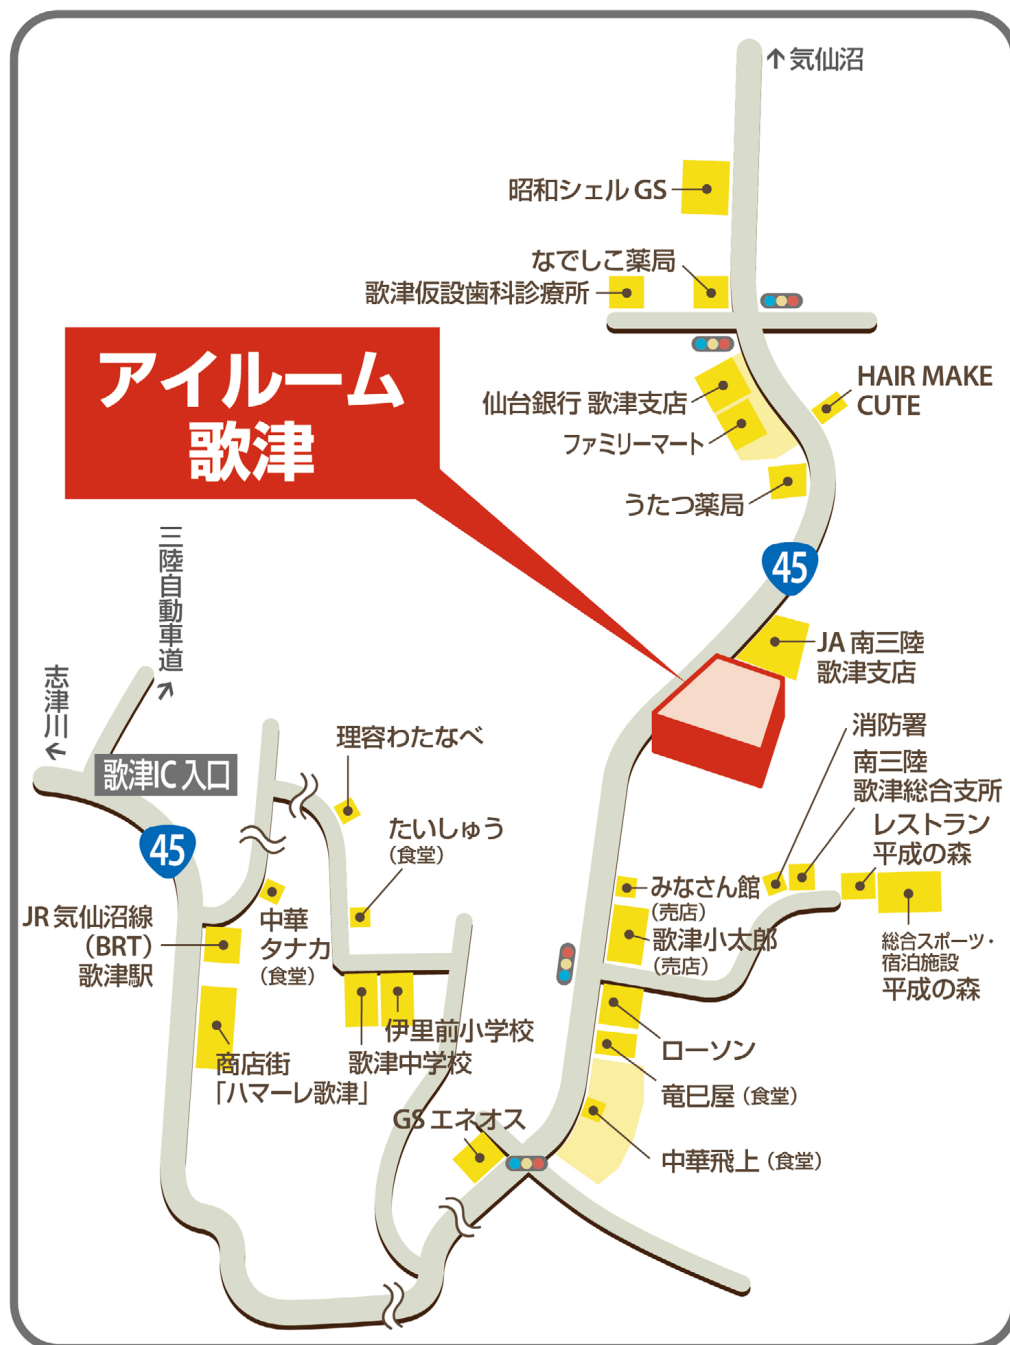 ↑気仙沼
昭和シェル GS
なでしこ薬局
歌津仮設歯科診療所
アイルーム
歌津
HAIR MAKE
CUTE
仙台銀行 歌津支店
ファミリーマート
うたつ薬局
45
三陸自動車道
↗
志津川
←
JA 南三陸
歌津支店
消防署
南三陸
歌津総合支所
レストラン
平成の森
理容わたなべ
歌津IC 入口
45
たいしゅう
(食堂)
みなさん館
(売店)
歌津小太郎
(売店)
総合スポーツ・
宿泊施設
平成の森
JR 気仙沼線
(BRT)
歌津駅
中華
タナカ
(食堂)
伊里前小学校
歌津中学校
商店街
「ハマーレ歌津」
ローソン
竜巳屋 (食堂)
GS エネオス
中華飛上 (食堂)